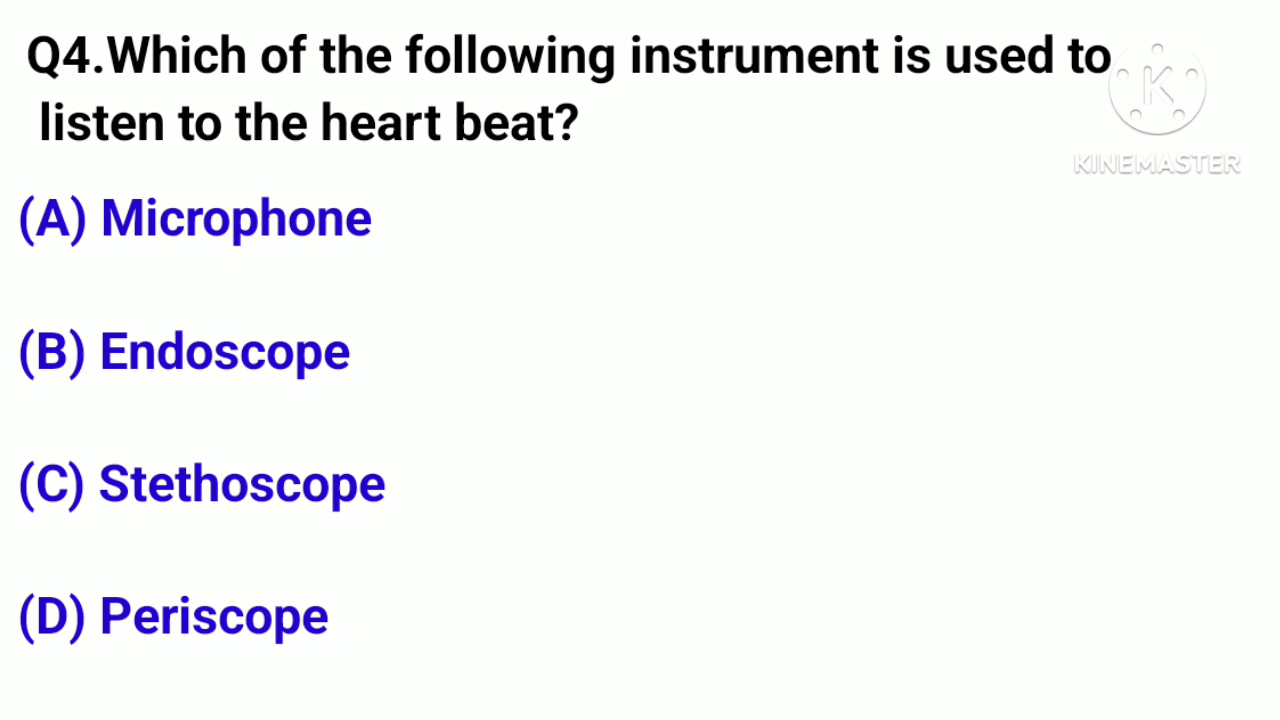 Q4.Which of the following instrument is used to
listen to the heart beat?
K
KINEMASTER
(A) Microphone
(B) Endoscope
(C) Stethoscope
(D) Periscope